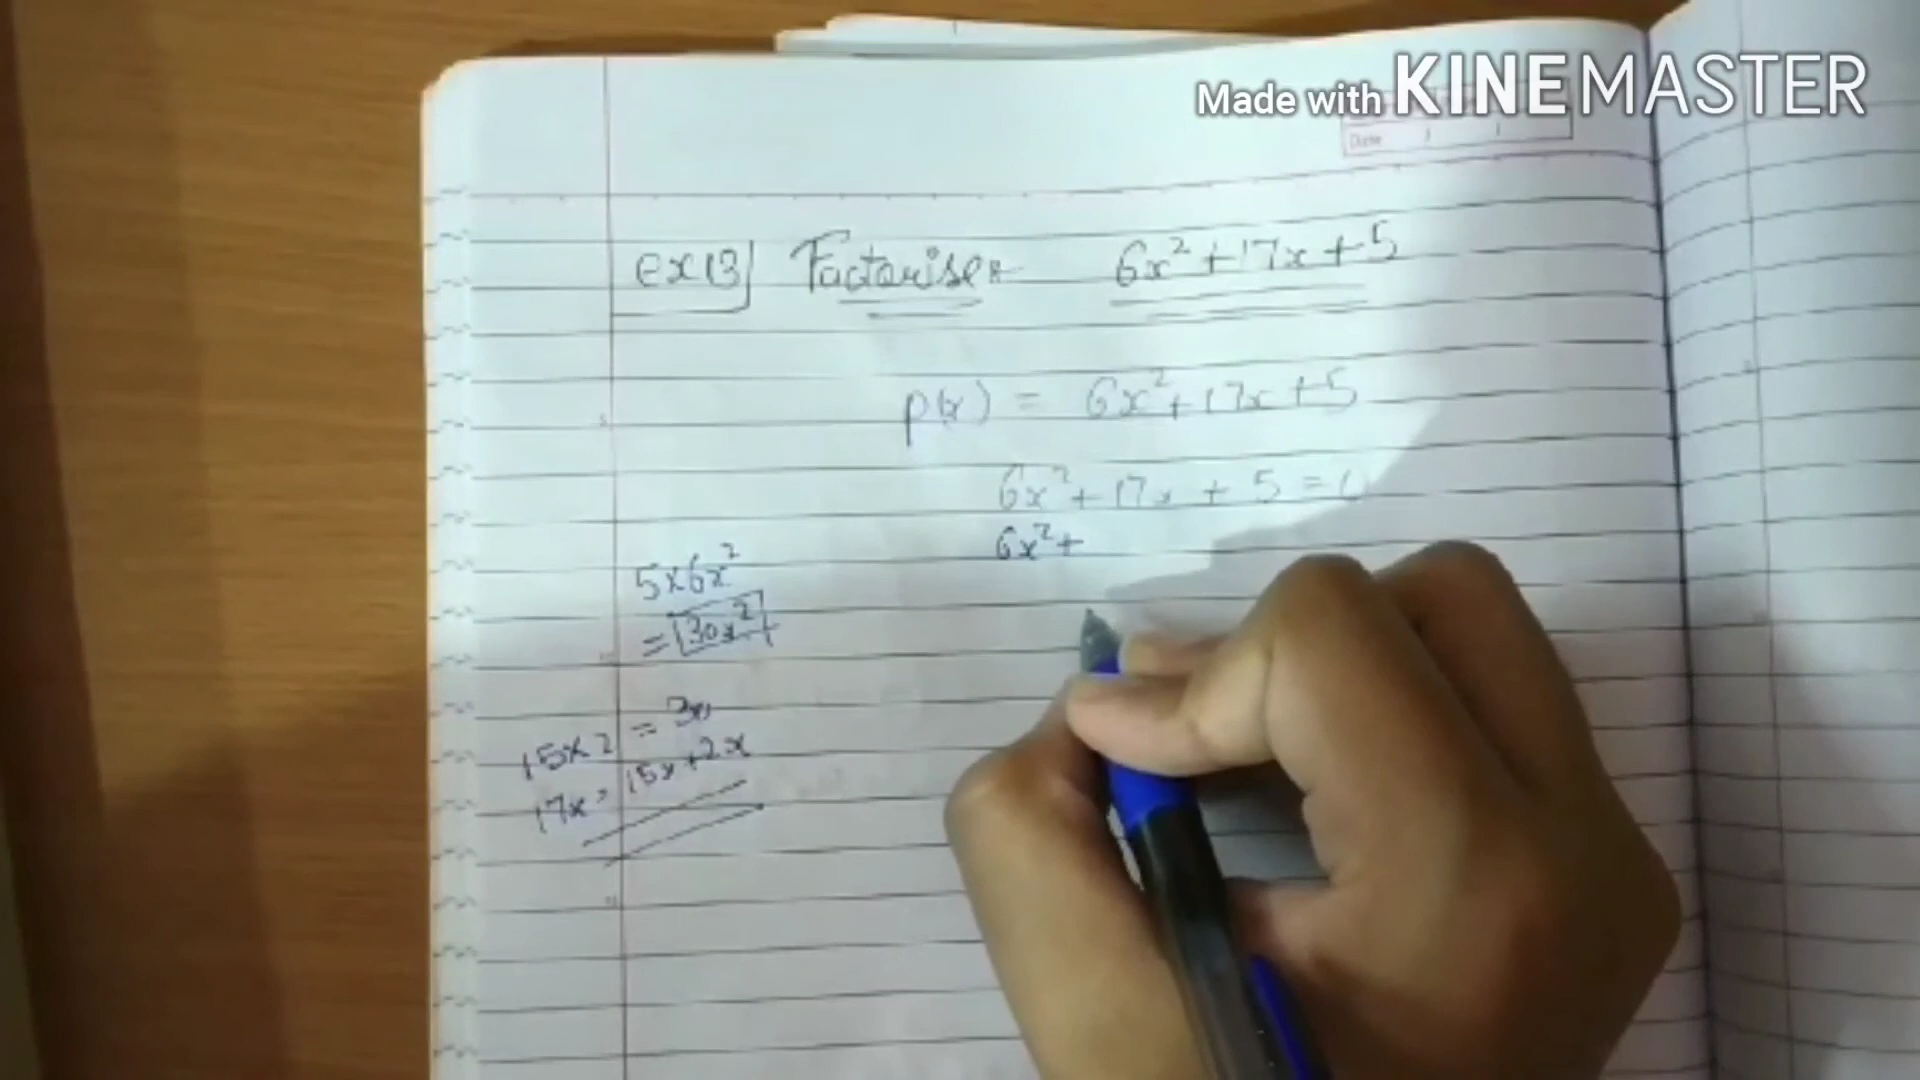 Made with KINEMASTER
Date
ex 13] Factorise:- 6x² + 17x + 5
p(x) = 6x² + 17x + 5
6x² + 17x + 5 = 0
6x² +
5x6x²
= 30x²
15x2 = 30
17x = 15x+2x